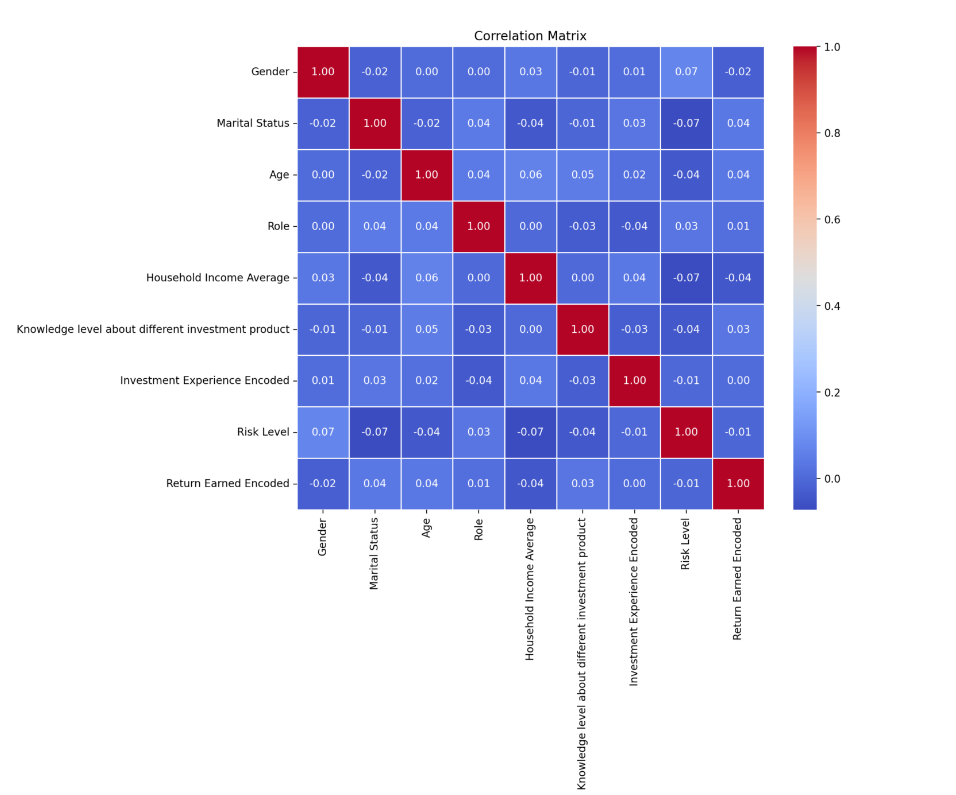 Correlation Matrix
Gender 1.00 -0.02 0.00 0.00 0.03 -0.01 0.01 0.07 -0.02
Marital Status -0.02 1.00 -0.02 0.04 -0.04 -0.01 0.03 -0.07 0.04
Age 0.00 -0.02 1.00 0.04 0.06 0.05 0.02 -0.04 0.04
Role 0.00 0.04 0.04 1.00 0.00 -0.03 -0.04 0.03 0.01
Household Income Average 0.03 -0.04 0.06 0.00 1.00 0.00 0.04 -0.07 -0.04
Knowledge level about different investment product -0.01 -0.01 0.05 -0.03 0.00 1.00 -0.03 -0.04 0.03
Investment Experience Encoded 0.01 0.03 0.02 -0.04 0.04 -0.03 1.00 -0.01 0.00
Risk Level 0.07 -0.07 -0.04 0.03 -0.07 -0.04 -0.01 1.00 -0.01
Return Earned Encoded -0.02 0.04 0.04 0.01 -0.04 0.03 0.00 -0.01 1.00
Gender
Marital Status
Age
Role
Household Income Average
Knowledge level about different investment product
Investment Experience Encoded
Risk Level
Return Earned Encoded
1.0
0.8
0.6
0.4
0.2
0.0